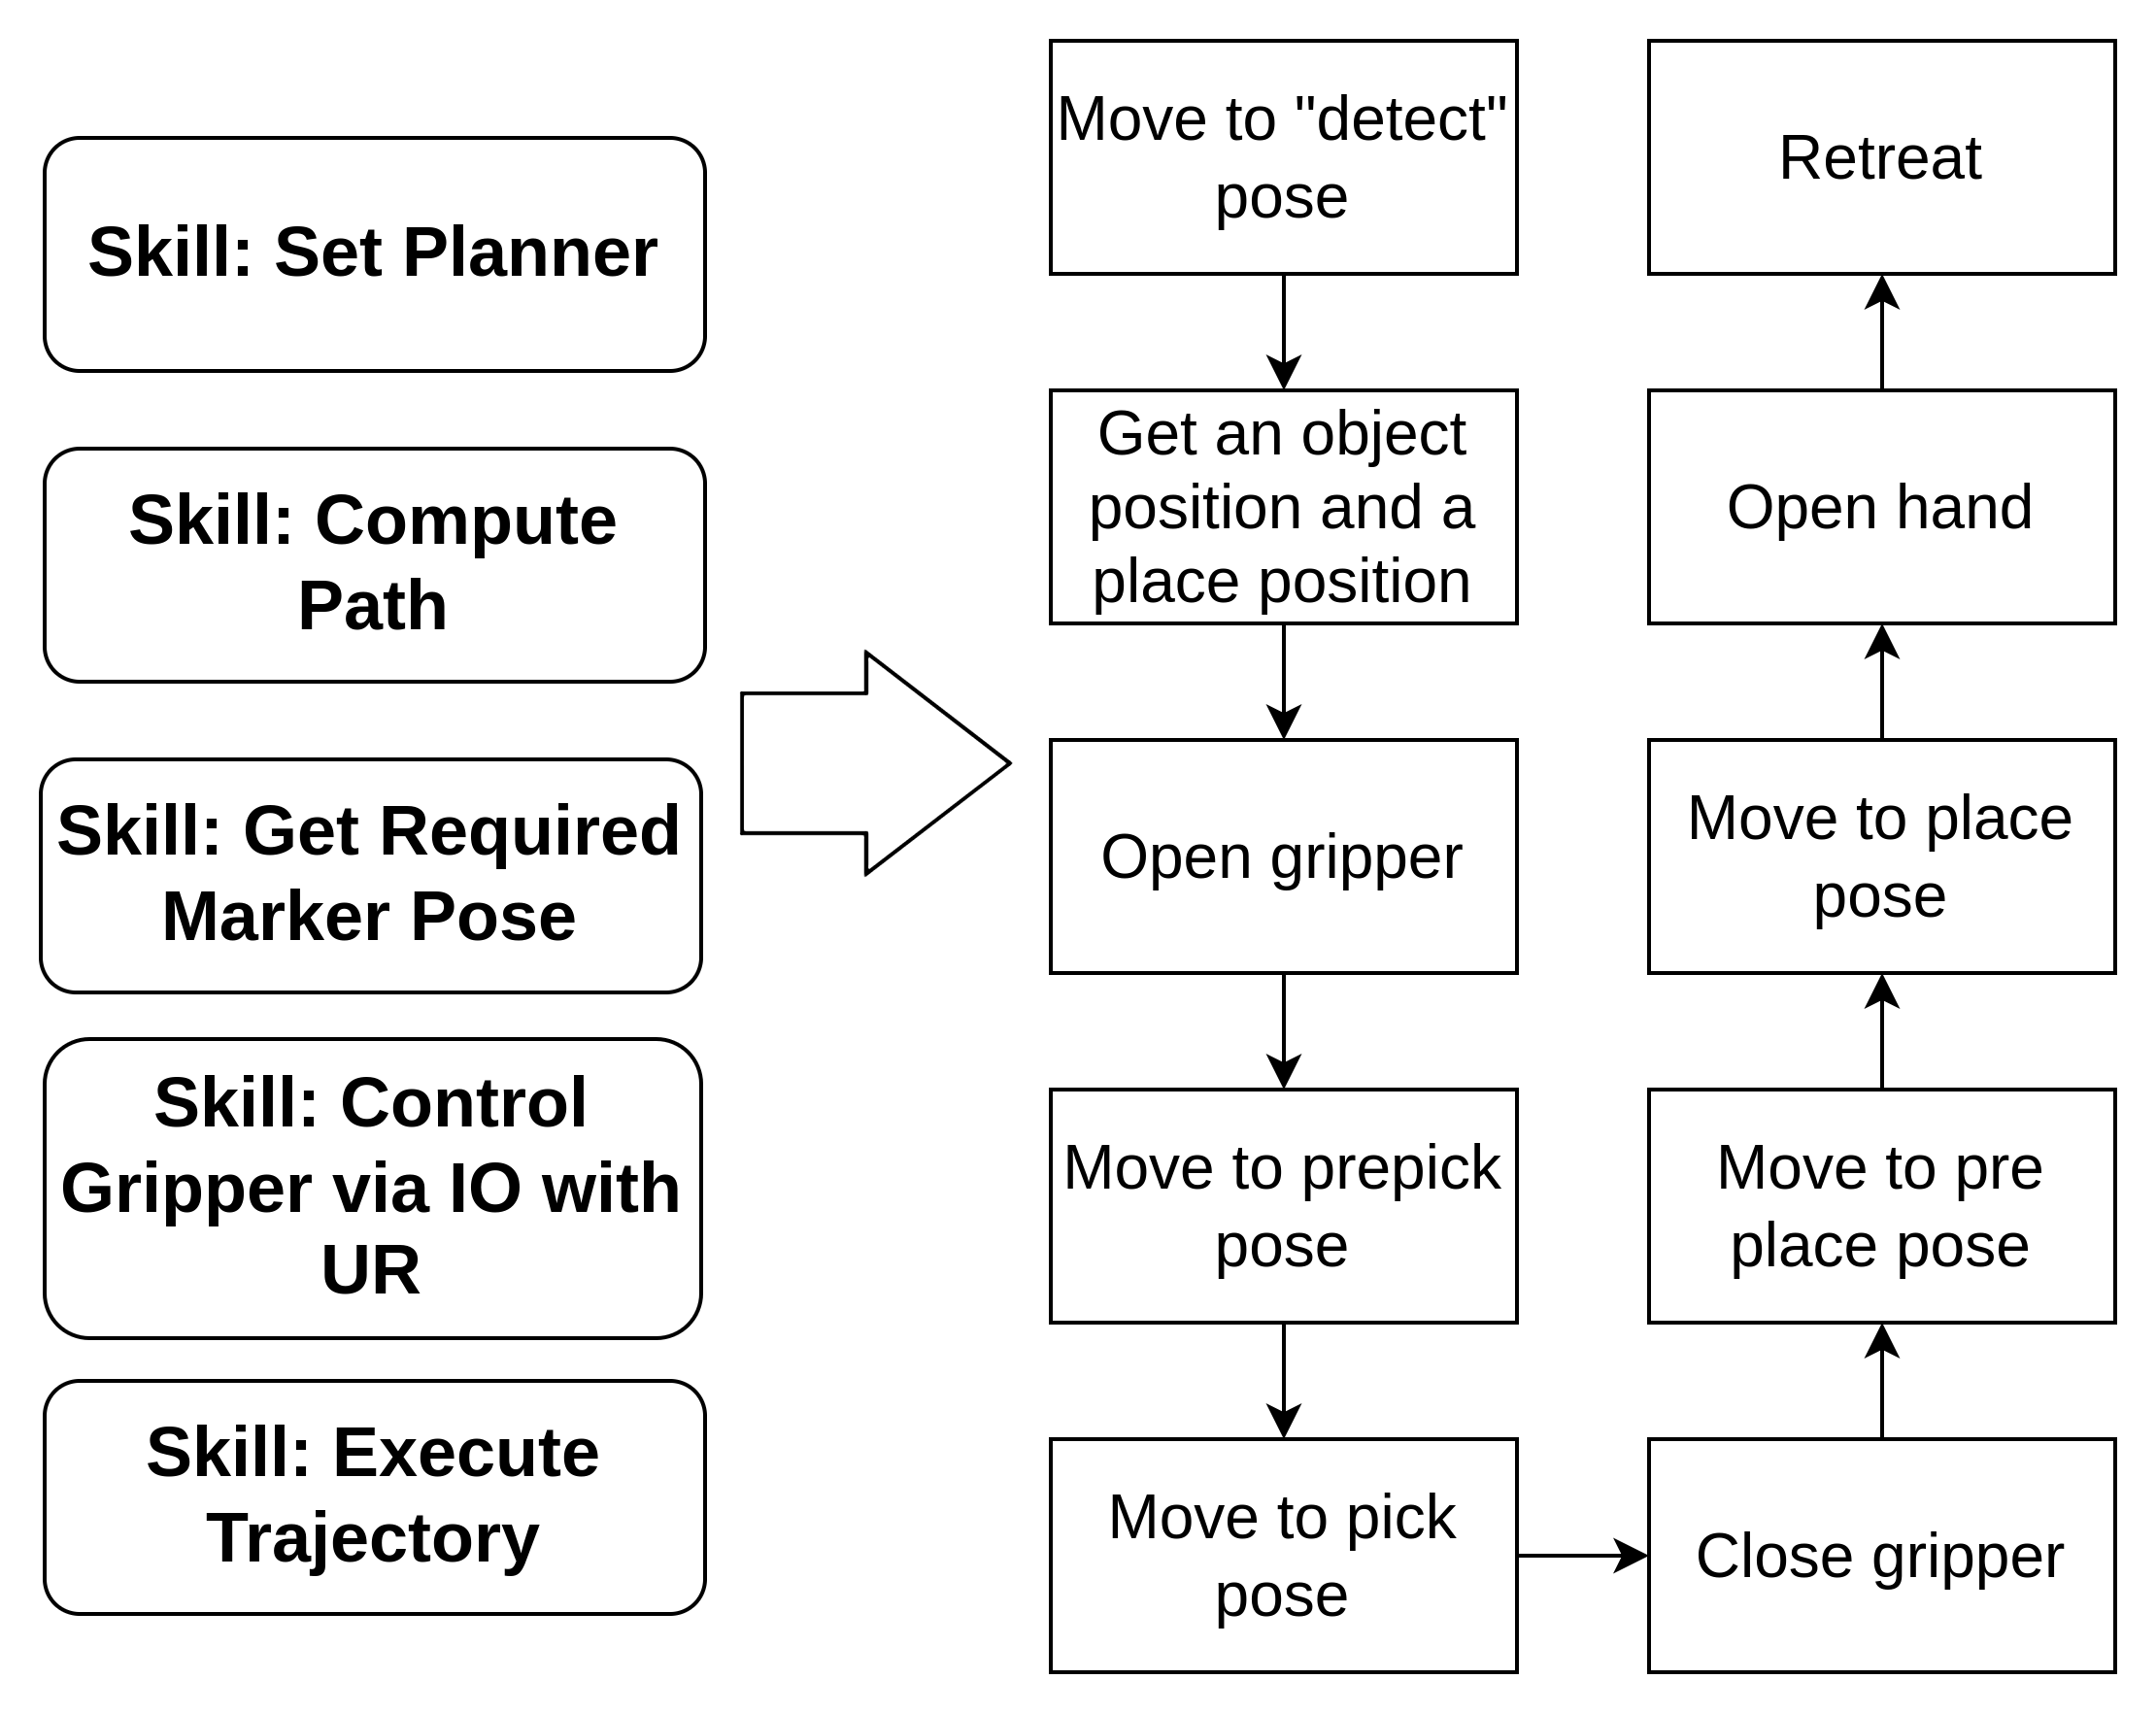 Skill: Set Planner
Skill: Compute
Path
Skill: Get Required
Marker Pose
Skill: Control
Gripper via IO with
UR
Skill: Execute
Trajectory
Move to "detect"
pose
Get an object
position and a
place position
Open gripper
Move to prepick
pose
Move to pick
pose
Close gripper
Move to pre
place pose
Move to place
pose
Open hand
Retreat